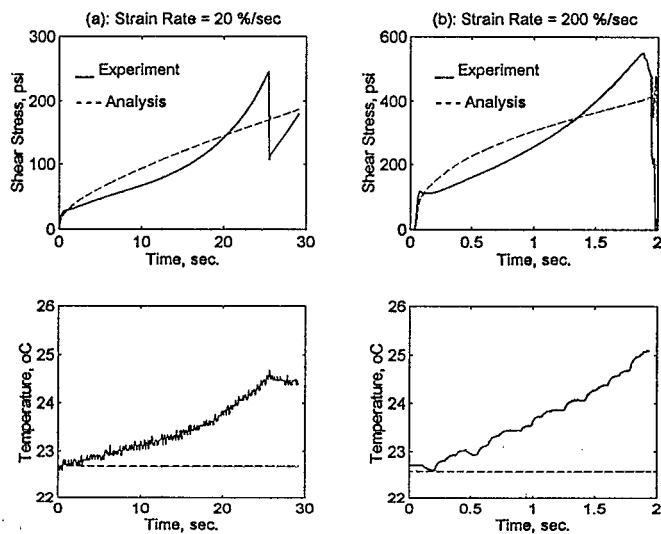 (a): Strain Rate = 20 %/sec
300
200
100
0
Shear Stress, psi
Experiment
Analysis
0
10
20
30
Time, sec.
(b): Strain Rate = 200 %/sec
600
400
200
0
Shear Stress, psi
Experiment
Analysis
0
0.5
1
1.5
2
Time, sec.
26
25
24
23
22
Temperature, oC
0
10
20
30
Time, sec.
26
25
24
23
22
Temperature, oC
0
0.5
1
1.5
2
Time, sec.